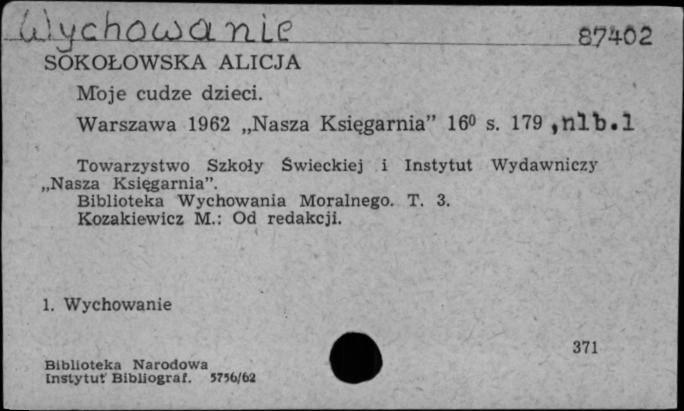 Wychowanie 87402
SOKOŁOWSKA ALICJA
Moje cudze dzieci.
Warszawa 1962 „Nasza Księgarnia” 16⁰ s. 179 ,nlb.1
Towarzystwo Szkoły Świeckiej i Instytut Wydawniczy
„Nasza Księgarnia”.
Biblioteka Wychowania Moralnego. T. 3.
Kozakiewicz M.: Od redakcji.
1. Wychowanie
371
Biblioteka Narodowa
Instytut Bibliograf. 5756/62